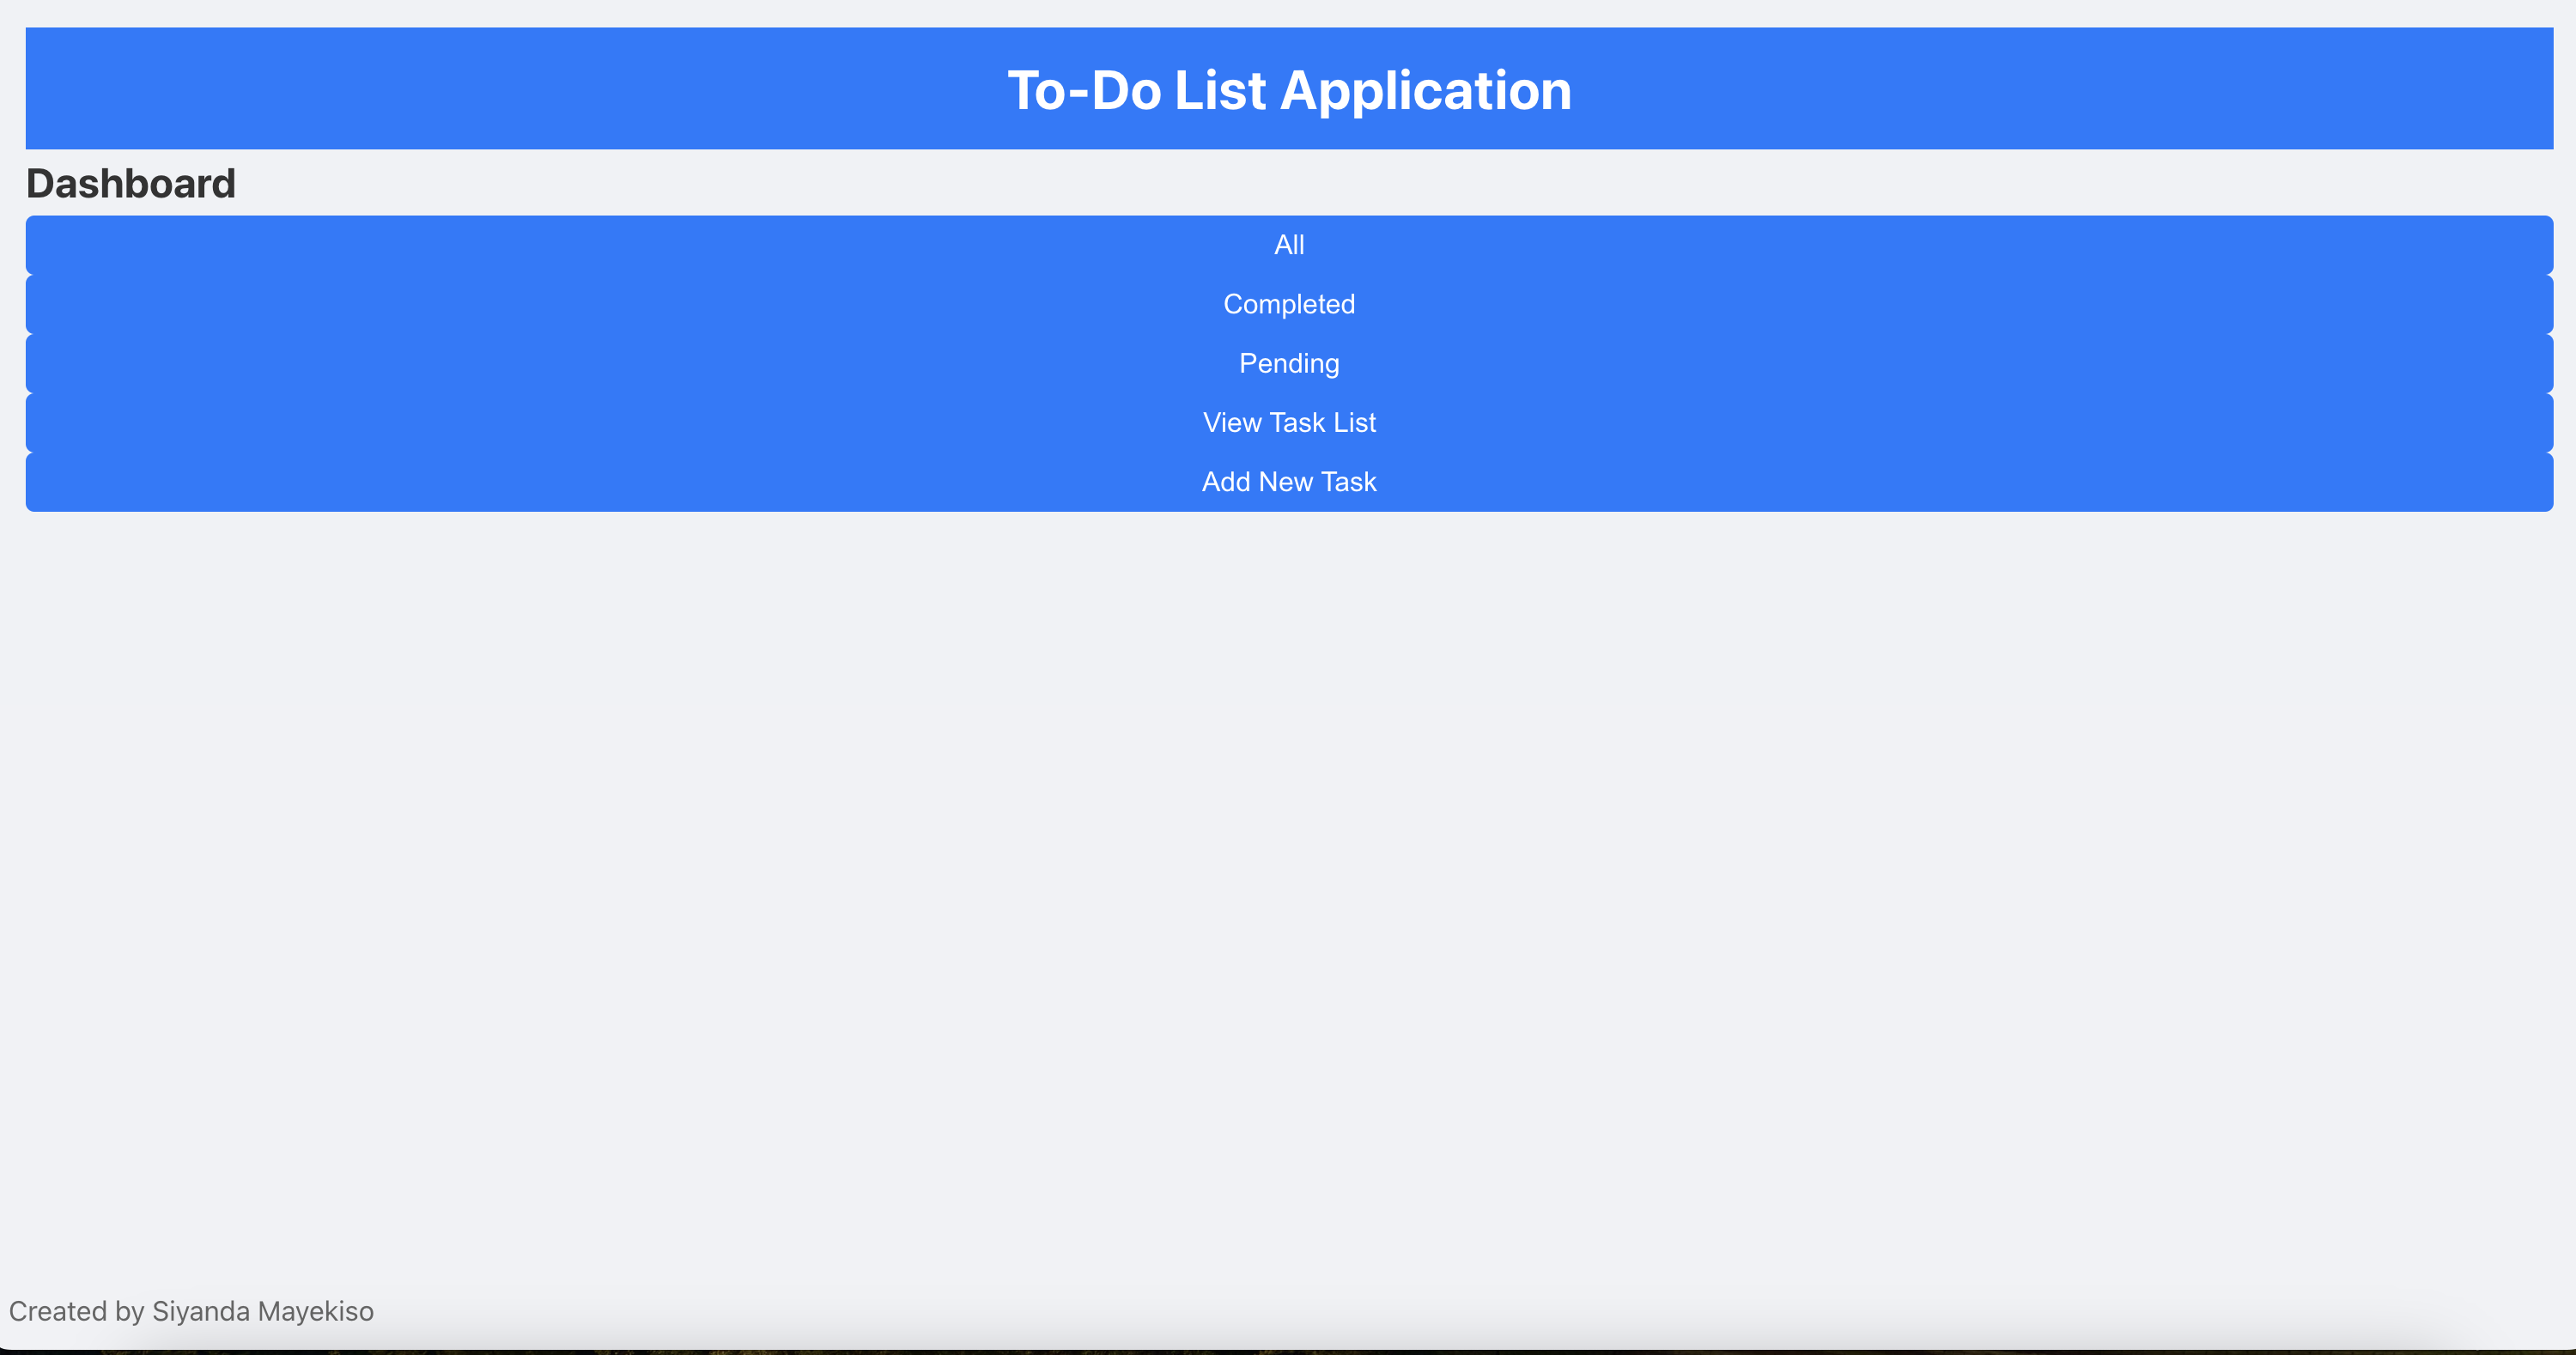 To-Do List Application
Dashboard
All
Completed
Pending
View Task List
Add New Task
Created by Siyanda Mayekiso